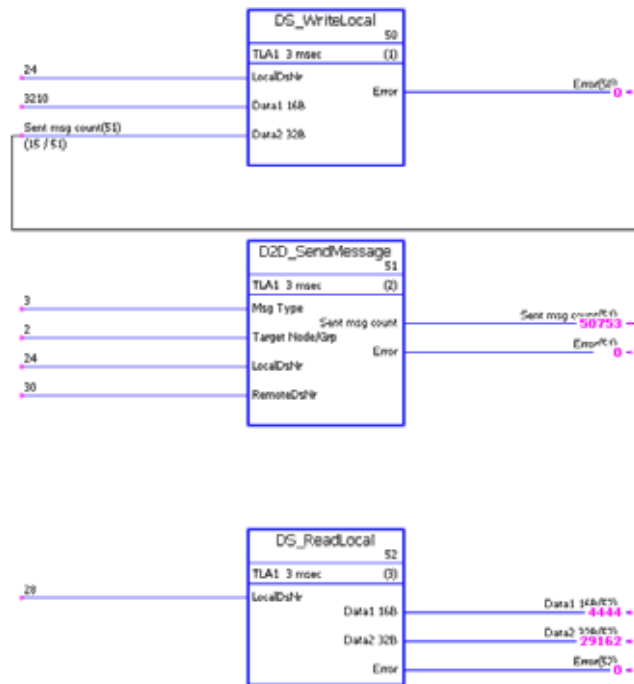 DS_WriteLocal
50
TLA1 3 msec (1)
24
LocalDsNr
Error
Error(50)
0
3210
Data1 16B
Sent msg count(51)
Data2 32B
(15 / 51)
D2D_SendMessage
51
TLA1 3 msec (2)
3
Msg Type
Sent msg count
Sent msg count(51)
50753
2
Target Node/Grp
Error
Error(51)
0
24
LocalDsNr
30
RemoteDsNr
DS_ReadLocal
52
TLA1 3 msec (3)
28
LocalDsNr
Data1 16B
Data1 16B(52)
4444
Data2 32B
Data2 32B(52)
29162
Error
Error(52)
0